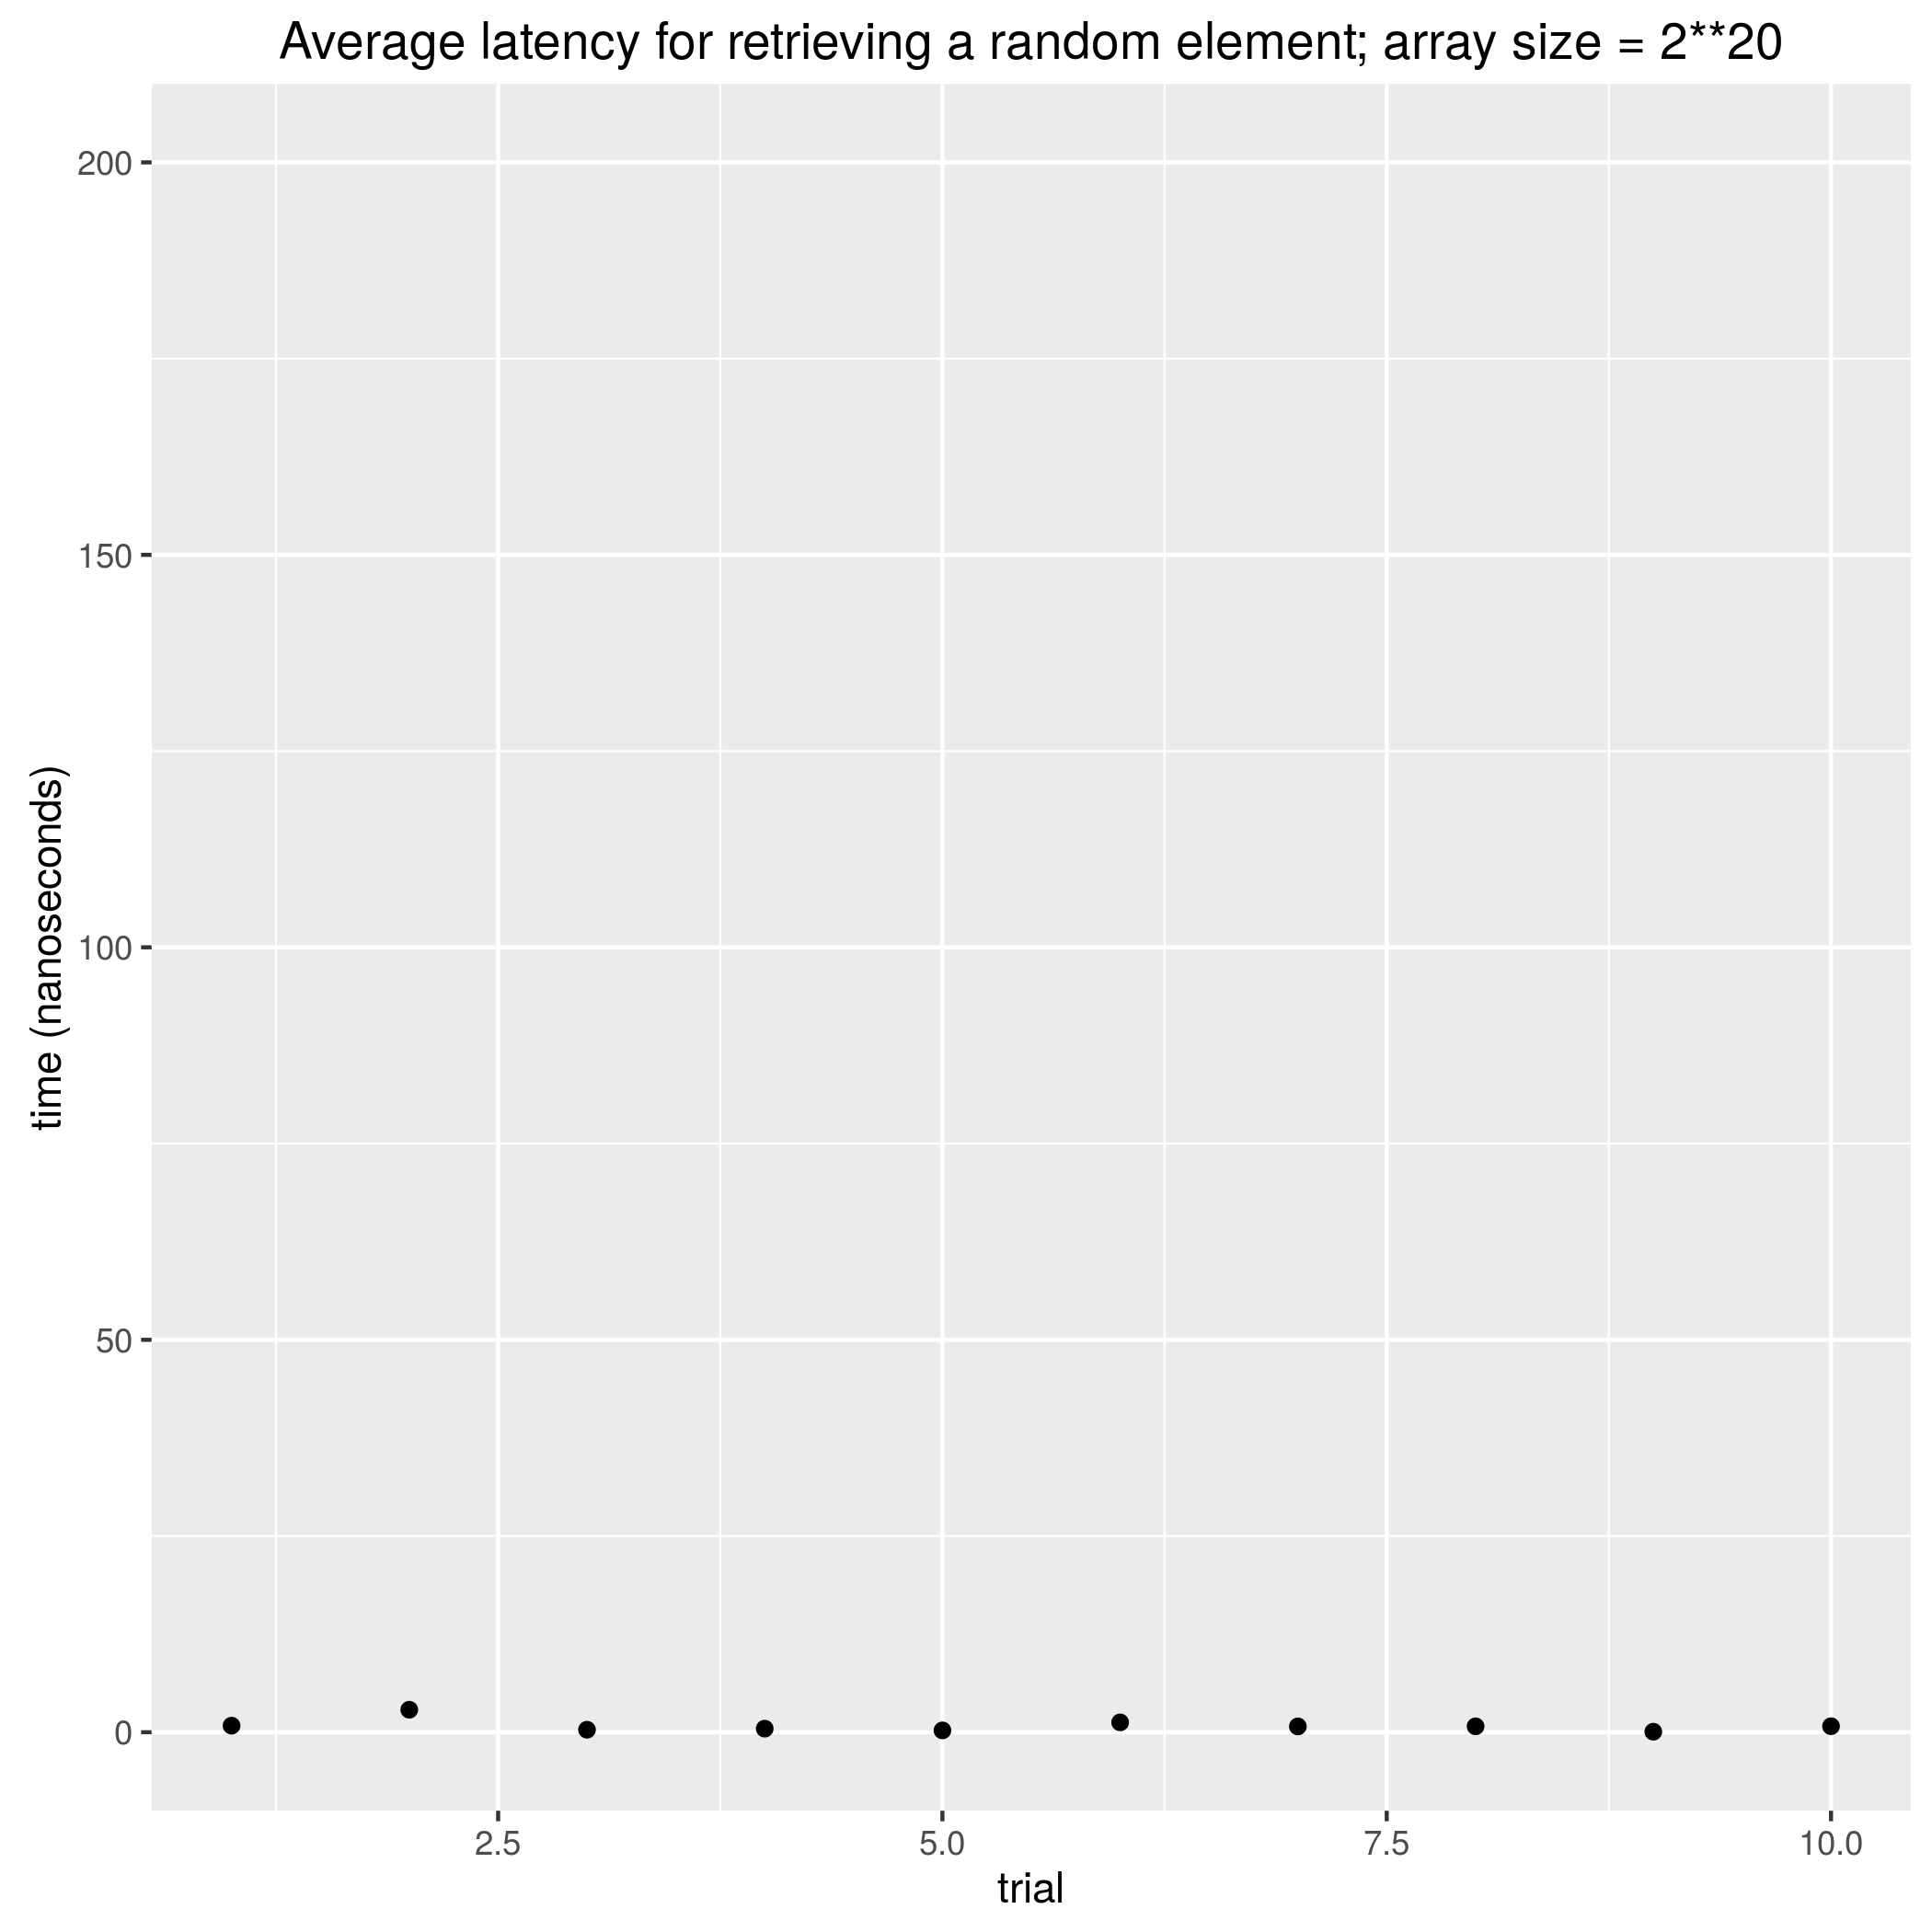 Average latency for retrieving a random element; array size = 2**20
time (nanoseconds)
200
150
100
50
0
2.5 5.0 7.5 10.0
trial